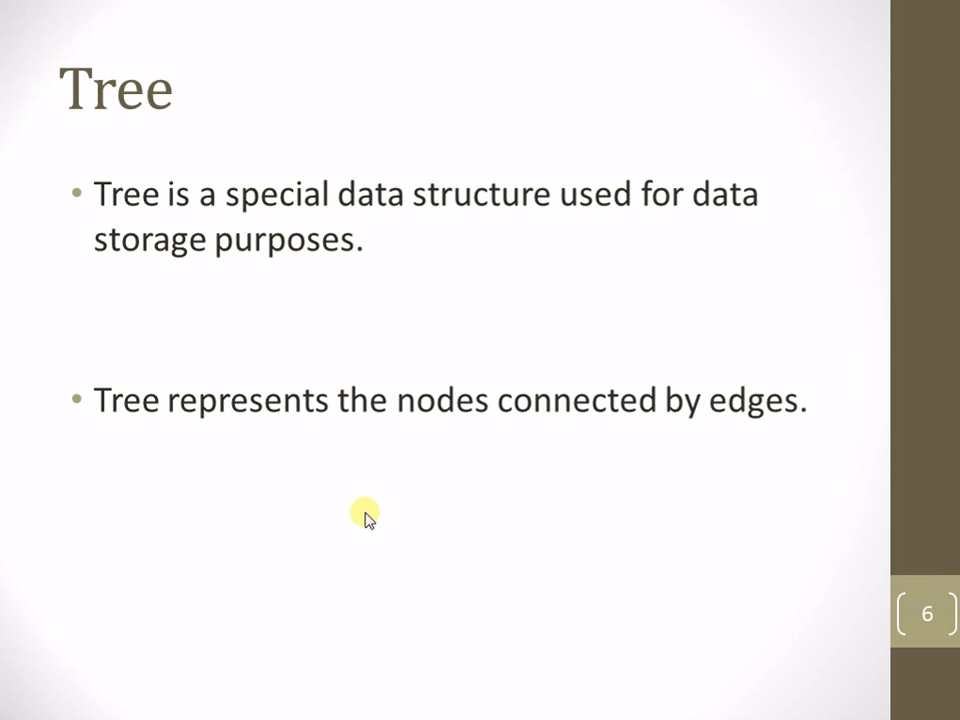 Tree
• Tree is a special data structure used for data
storage purposes.
• Tree represents the nodes connected by edges.
6